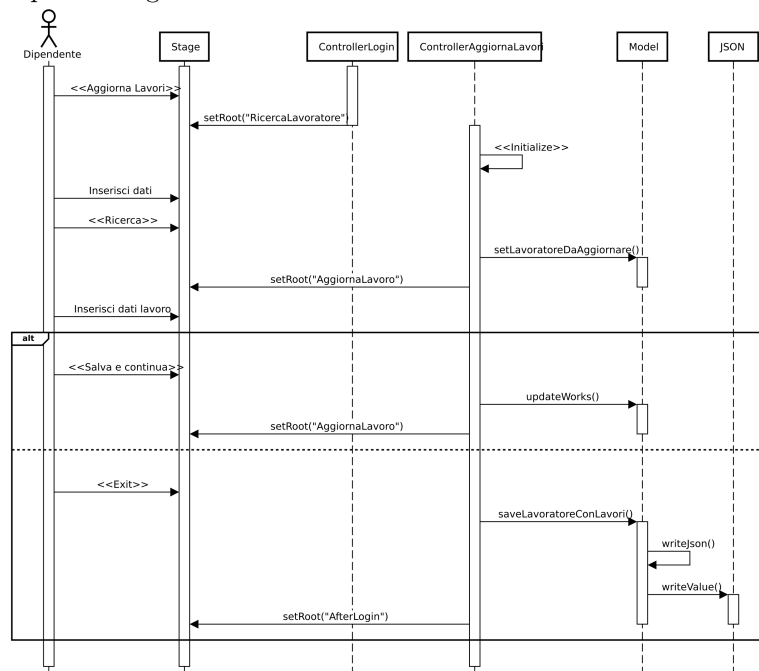 Dipendente
Stage
ControllerLogin
ControllerAggiornaLavori
Model
JSON
<<Aggiorna Lavori>>
setRoot("RicercaLavoratore")
<<Initialize>>
Inserisci dati
<<Ricerca>>
setLavoratoreDaAggiornare()
setRoot("AggiornaLavoro")
Inserisci dati lavoro
alt
<<Salva e continua>>
updateWorks()
setRoot("AggiornaLavoro")
<<Exit>>
saveLavoratoreConLavori()
writeJson()
writeValue()
setRoot("AfterLogin")